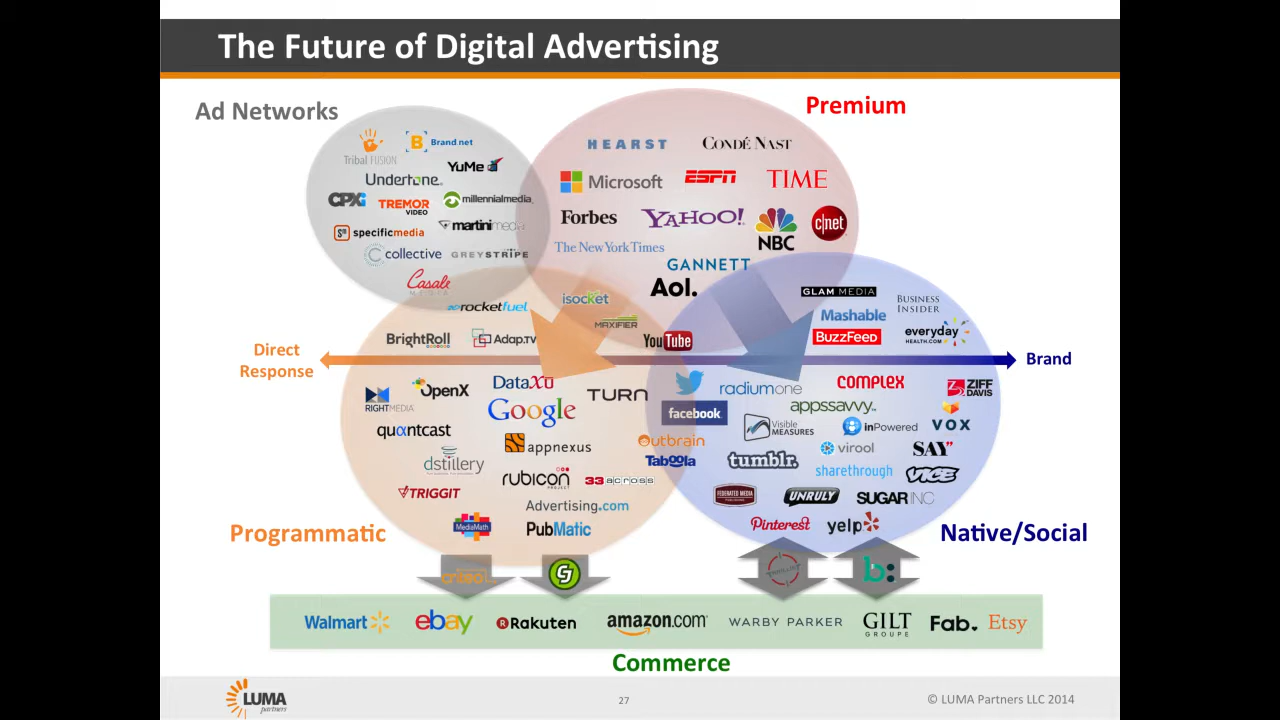 The Future of Digital Advertising
Ad Networks
Premium
Tribal FUSION
B Brand.net
YuMe
Undertone.
CPXi
TREMOR
VIDEO
millennialmedia.
specificmedia
martini media
collective
GREYSTRIPE
Casale
MEDIA
HEARST
CONDÉ NAST
Microsoft
ESPN
TIME
Forbes
YAHOO!
NBC
c|net
The New York Times
GANNETT
Aol.
rocketfuel
isocket
MAXIFIER
BrightRoll
Adap.tv
YouTube
GLAM MEDIA
BUSINESS
INSIDER
Mashable
BUZZFEED
everyday
HEALTH.COM
Direct
Response
Brand
RIGHTMEDIA
OpenX
DataXu
TURN
Google
quantcast
appnexus
dstillery
rubicon
PROJECT
33across
TRIGGIT
Advertising.com
MediaMath
PubMatic
Outbrain
Taboola
radiumone
COMPLEX
ZIFF
DAVIS
facebook
appssavvy
Visible
MEASURES
inPowered
VOX
virool
SAY
tumblr.
sharethrough
VICE
FEDERATED MEDIA
UNRULY
SUGAR INC
Pinterest
yelp
Programmatic
Native/Social
criteo
b:
Walmart
ebay
Rakuten
amazon.com
WARBY PARKER
GILT
GROUPE
Fab.
Etsy
Commerce
LUMA
partners
27
© LUMA Partners LLC 2014